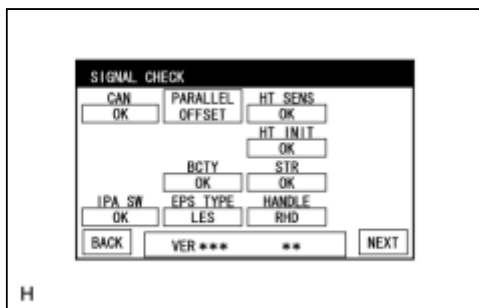 SIGNAL CHECK
CAN PARALLEL HT SENS
OK OFFSET OK
HT INIT
OK
BCTY STR
OK OK
IPA SW EPS TYPE HANDLE
OK LES RHD
BACK VER*** ** NEXT
H